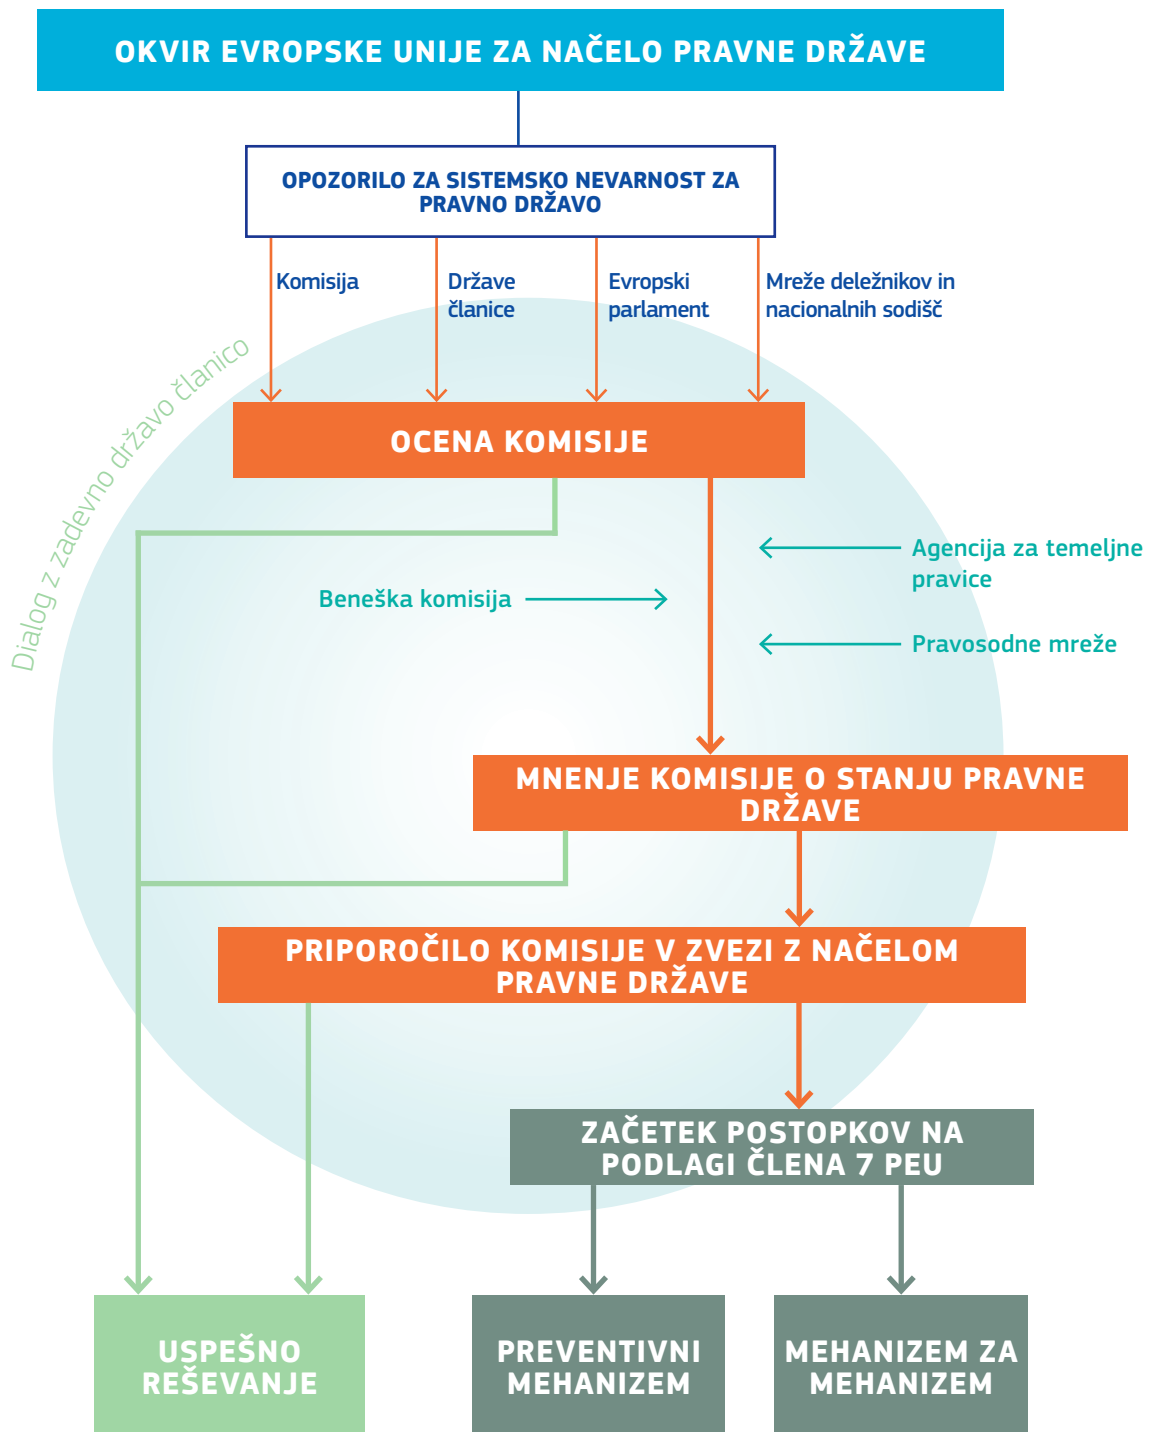 OKVIR EVROPSKE UNIJE ZA NAČELO PRAVNE DRŽAVE
OPOZORILO ZA SISTEMSKO NEVARNOST ZA
PRAVNO DRŽAVO
Komisija
Države
članice
Evropski
parlament
Mreže deležnikov in
nacionalnih sodišč
Dialog z zadevno državo članico
OCENA KOMISIJE
Agencija za temeljne
pravice
Beneška komisija
Pravosodne mreže
MNENJE KOMISIJE O STANJU PRAVNE
DRŽAVE
PRIPOROČILO KOMISIJE V ZVEZI Z NAČELOM
PRAVNE DRŽAVE
ZAČETEK POSTOPKOV NA
PODLAGI ČLENA 7 PEU
USPEŠNO
REŠEVANJE
PREVENTIVNI
MEHANIZEM
MEHANIZEM ZA
MEHANIZEM